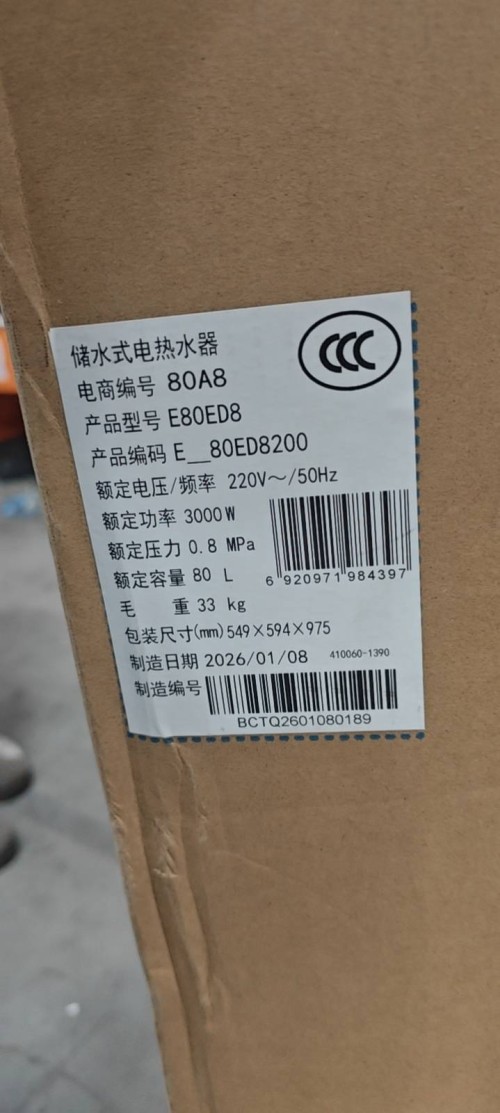 CCC
储水式电热水器
电商编号 80A8
产品型号 E80ED8
产品编码 E__80ED8200
额定电压/频率 220V～/50Hz
额定功率 3000W
额定压力 0.8 MPa
额定容量 80 L
6 920971 984397
毛 重 33 kg
包装尺寸(mm) 549×594×975
制造日期 2026/01/08 410060-1390
制造编号
BCTQ2601080189